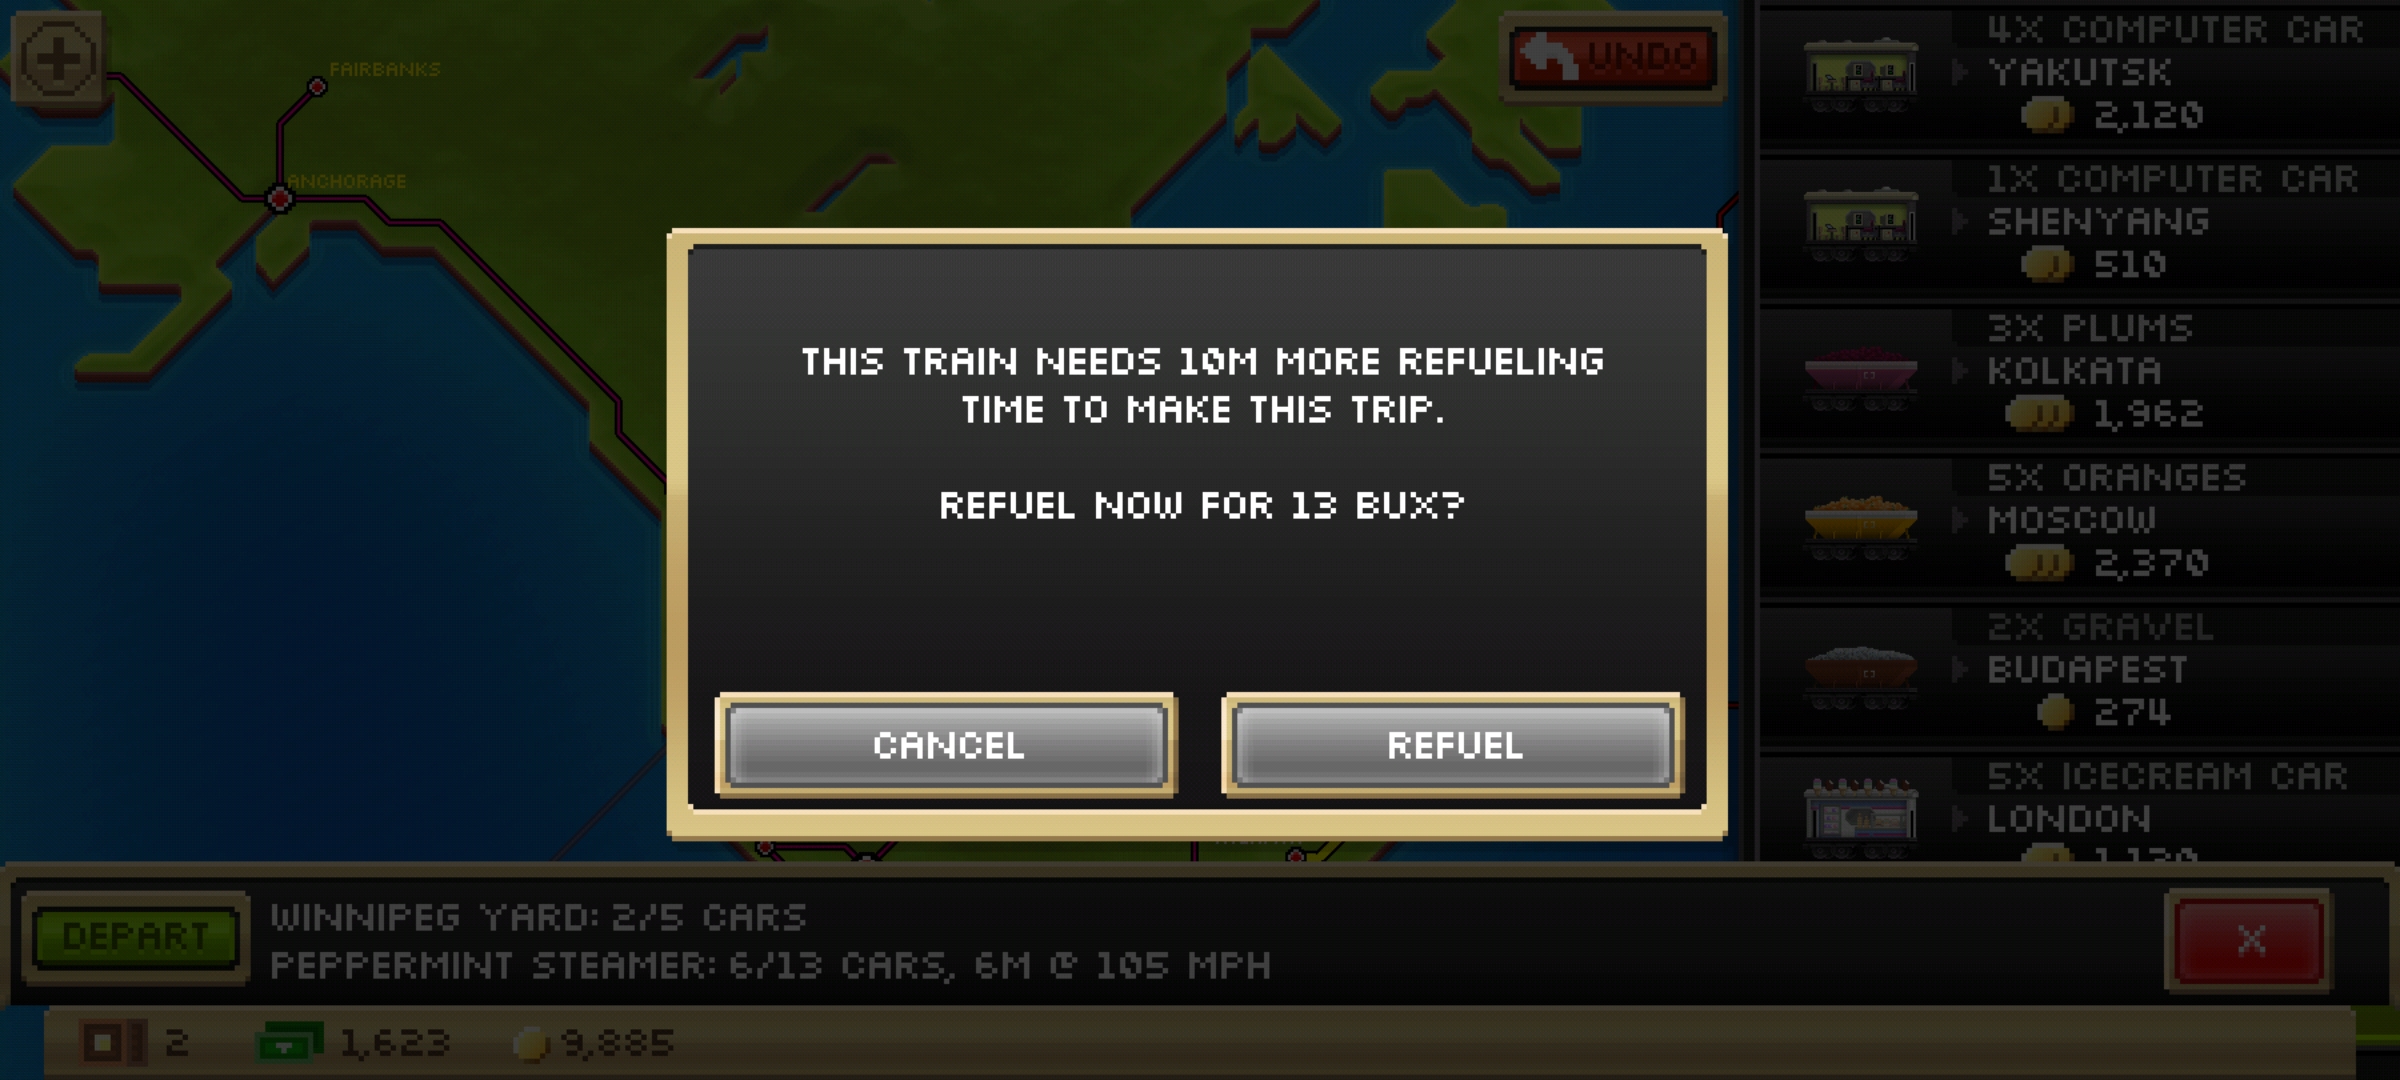 FAIRBANKS
ANCHORAGE
UNDO
4X COMPUTER CAR
YAKUTSK
2,120
1X COMPUTER CAR
SHENYANG
510
3X PLUMS
KOLKATA
1,962
5X ORANGES
MOSCOW
2,370
2X GRAVEL
BUDAPEST
274
5X ICECREAM CAR
LONDON
1,120
THIS TRAIN NEEDS 10M MORE REFUELING
TIME TO MAKE THIS TRIP.
REFUEL NOW FOR 13 BUX?
CANCEL
REFUEL
DEPART
WINNIPEG YARD: 2/5 CARS
PEPPERMINT STEAMER: 6/13 CARS, 6M @ 105 MPH
X
2
1,623
9,885